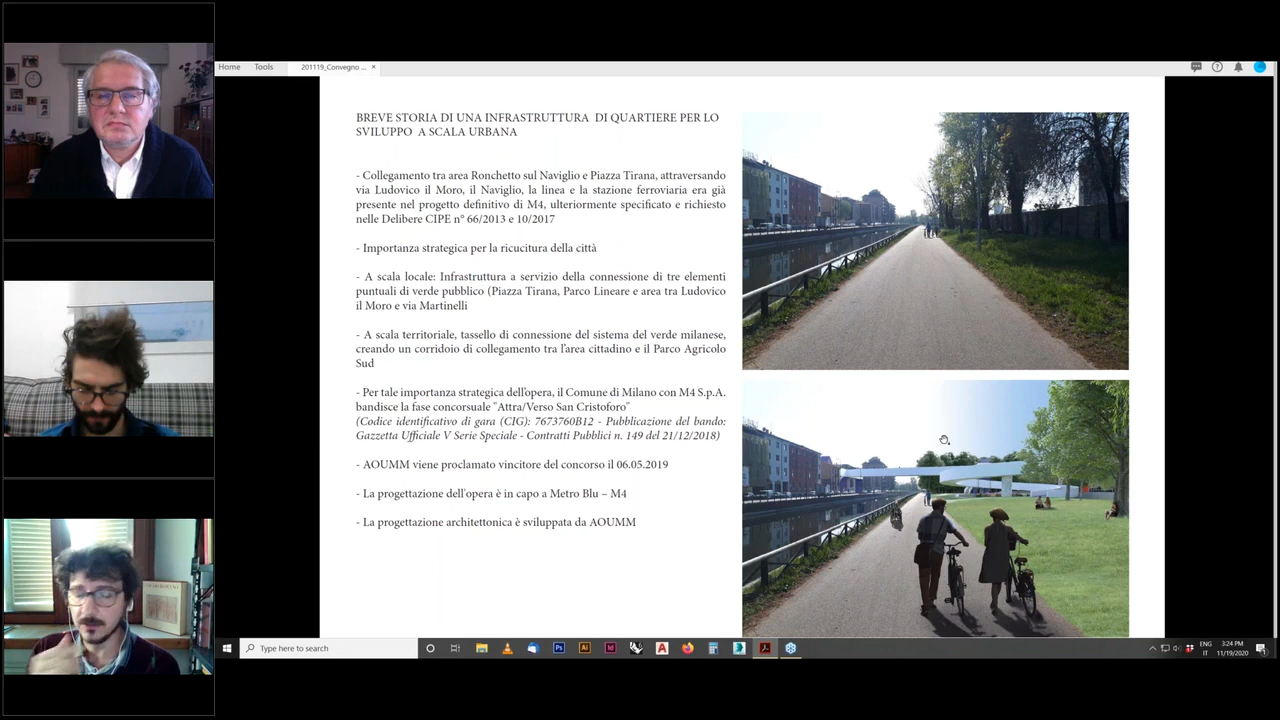 Home Tools 201119_Convegno ... ×
BREVE STORIA DI UNA INFRASTRUTTURA DI QUARTIERE PER LO
SVILUPPO A SCALA URBANA
- Collegamento tra area Ronchetto sul Naviglio e Piazza Tirana, attraversando
via Ludovico il Moro, il Naviglio, la linea e la stazione ferroviaria era già
presente nel progetto definitivo di M4, ulteriormente specificato e richiesto
nelle Delibere CIPE n° 66/2013 e 10/2017
- Importanza strategica per la ricucitura della città
- A scala locale: Infrastruttura a servizio della connessione di tre elementi
puntuali di verde pubblico (Piazza Tirana, Parco Lineare e area tra Ludovico
il Moro e via Martinelli
- A scala territoriale, tassello di connessione del sistema del verde milanese,
creando un corridoio di collegamento tra l'area cittadino e il Parco Agricolo
Sud
- Per tale importanza strategica dell'opera, il Comune di Milano con M4 S.p.A.
bandisce la fase concorsuale "Attra/Verso San Cristoforo"
(Codice identificativo di gara (CIG): 7673760B12 - Pubblicazione del bando:
Gazzetta Ufficiale V Serie Speciale - Contratti Pubblici n. 149 del 21/12/2018)
- AOUMM viene proclamato vincitore del concorso il 06.05.2019
- La progettazione dell'opera è in capo a Metro Blu – M4
- La progettazione architettonica è sviluppata da AOUMM
Type here to search
Ps Ai Id A
ENG 3:24 PM
IT 11/19/2020